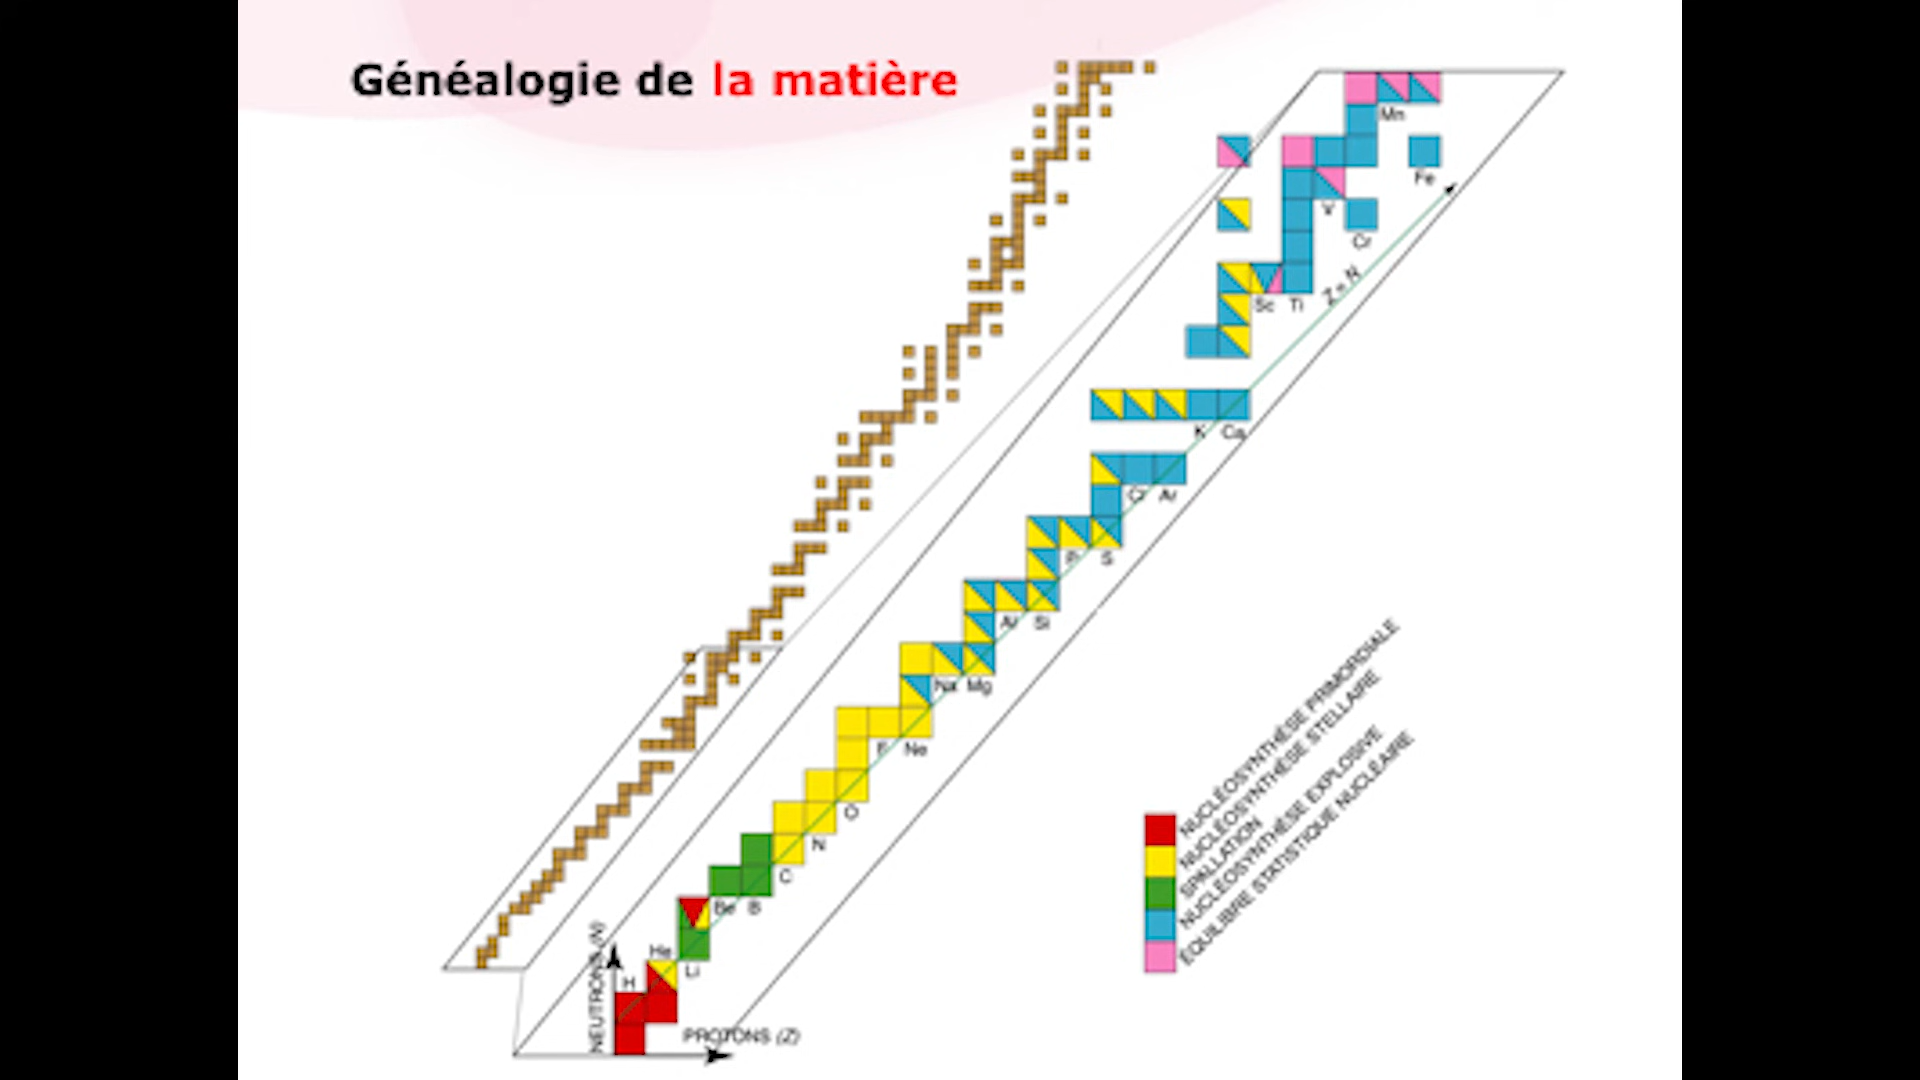 Généalogie de la matière
Mn
Fe
V
Cr
Z = N
Sc Ti
K Ca
Cl Ar
P S
Al Si
Na Mg
F Ne
O
N
C
Be B
He
Li
H
NEUTRONS (N)
PROTONS (Z)
NUCLÉOSYNTHÈSE PRIMORDIALE
NUCLÉOSYNTHÈSE STELLAIRE
SPALLATION
NUCLÉOSYNTHÈSE EXPLOSIVE
ÉQUILIBRE STATISTIQUE NUCLÉAIRE